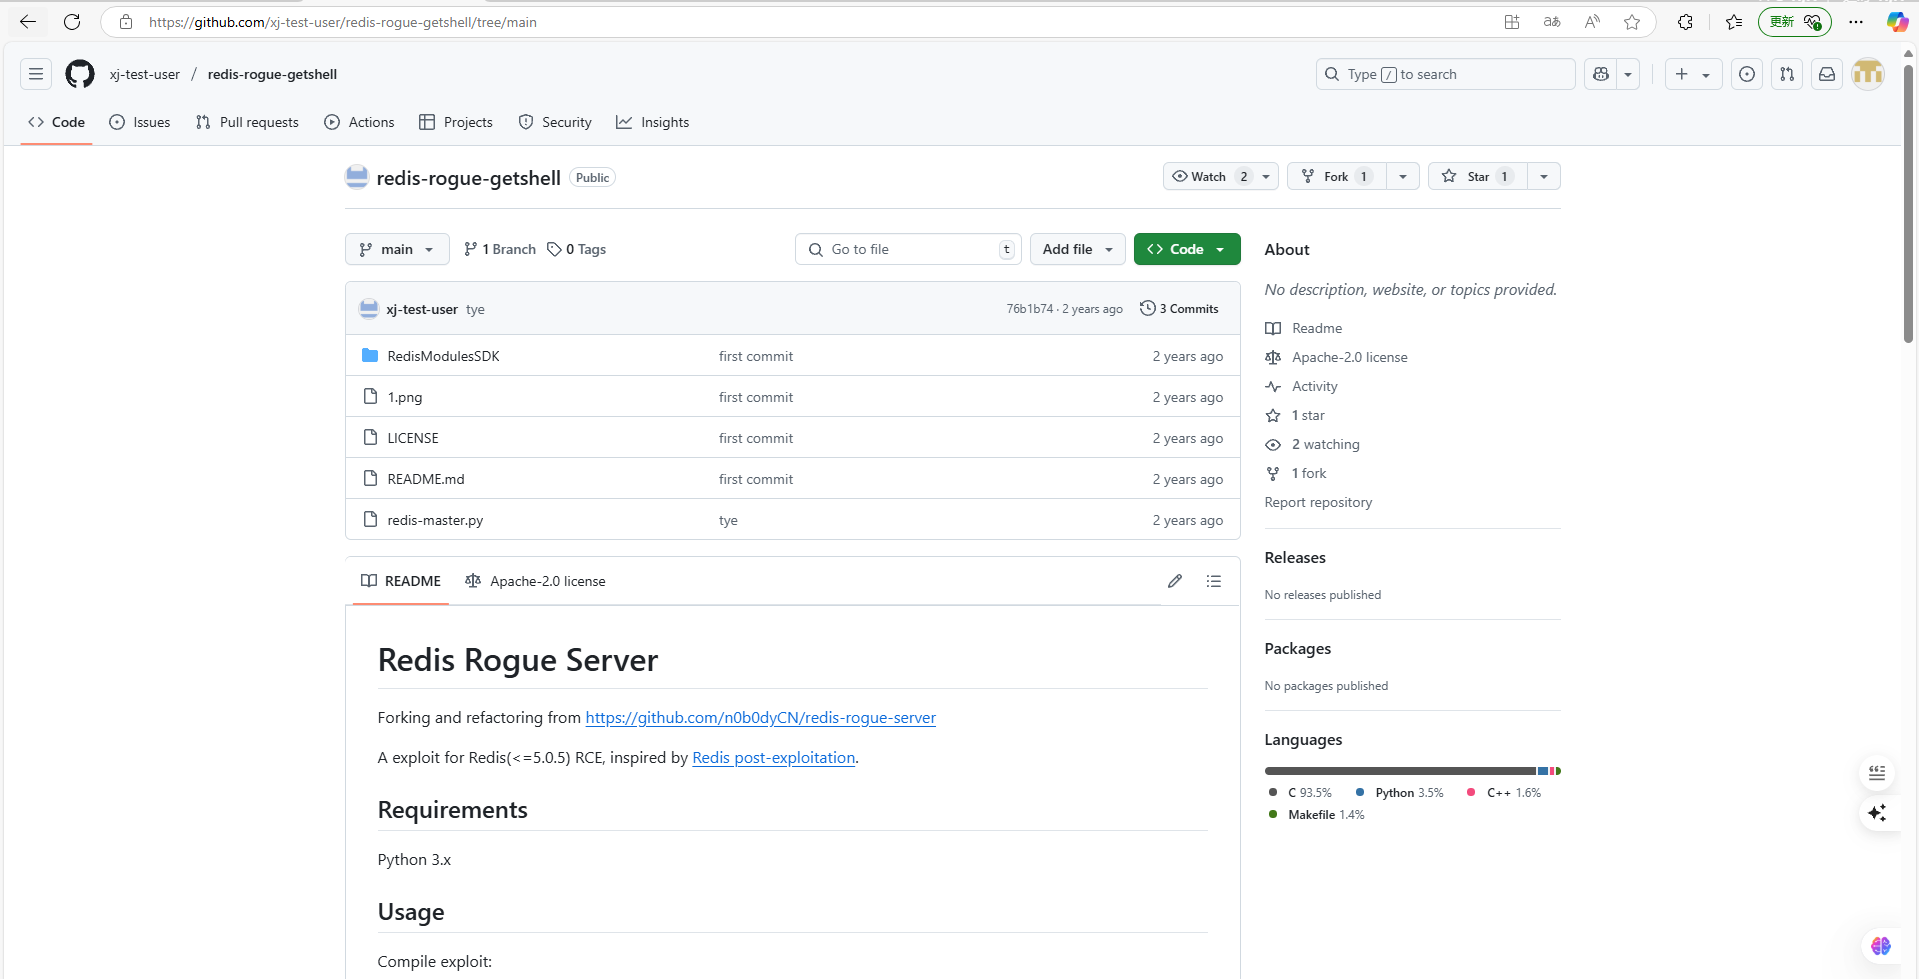 https://github.com/xj-test-user/redis-rogue-getshell/tree/main
更新
xj-test-user / redis-rogue-getshell
Type / to search
Code Issues Pull requests Actions Projects Security Insights
redis-rogue-getshell Public
Watch 2 Fork 1 Star 1
main 1 Branch 0 Tags
Go to file t Add file Code
xj-test-user tye 76b1b74 · 2 years ago 3 Commits
RedisModulesSDK first commit 2 years ago
1.png first commit 2 years ago
LICENSE first commit 2 years ago
README.md first commit 2 years ago
redis-master.py tye 2 years ago
README Apache-2.0 license
Redis Rogue Server
Forking and refactoring from https://github.com/n0b0dyCN/redis-rogue-server
A exploit for Redis(<=5.0.5) RCE, inspired by Redis post-exploitation.
Requirements
Python 3.x
Usage
Compile exploit:
About
No description, website, or topics provided.
Readme
Apache-2.0 license
Activity
1 star
2 watching
1 fork
Report repository
Releases
No releases published
Packages
No packages published
Languages
C 93.5% Python 3.5% C++ 1.6%
Makefile 1.4%